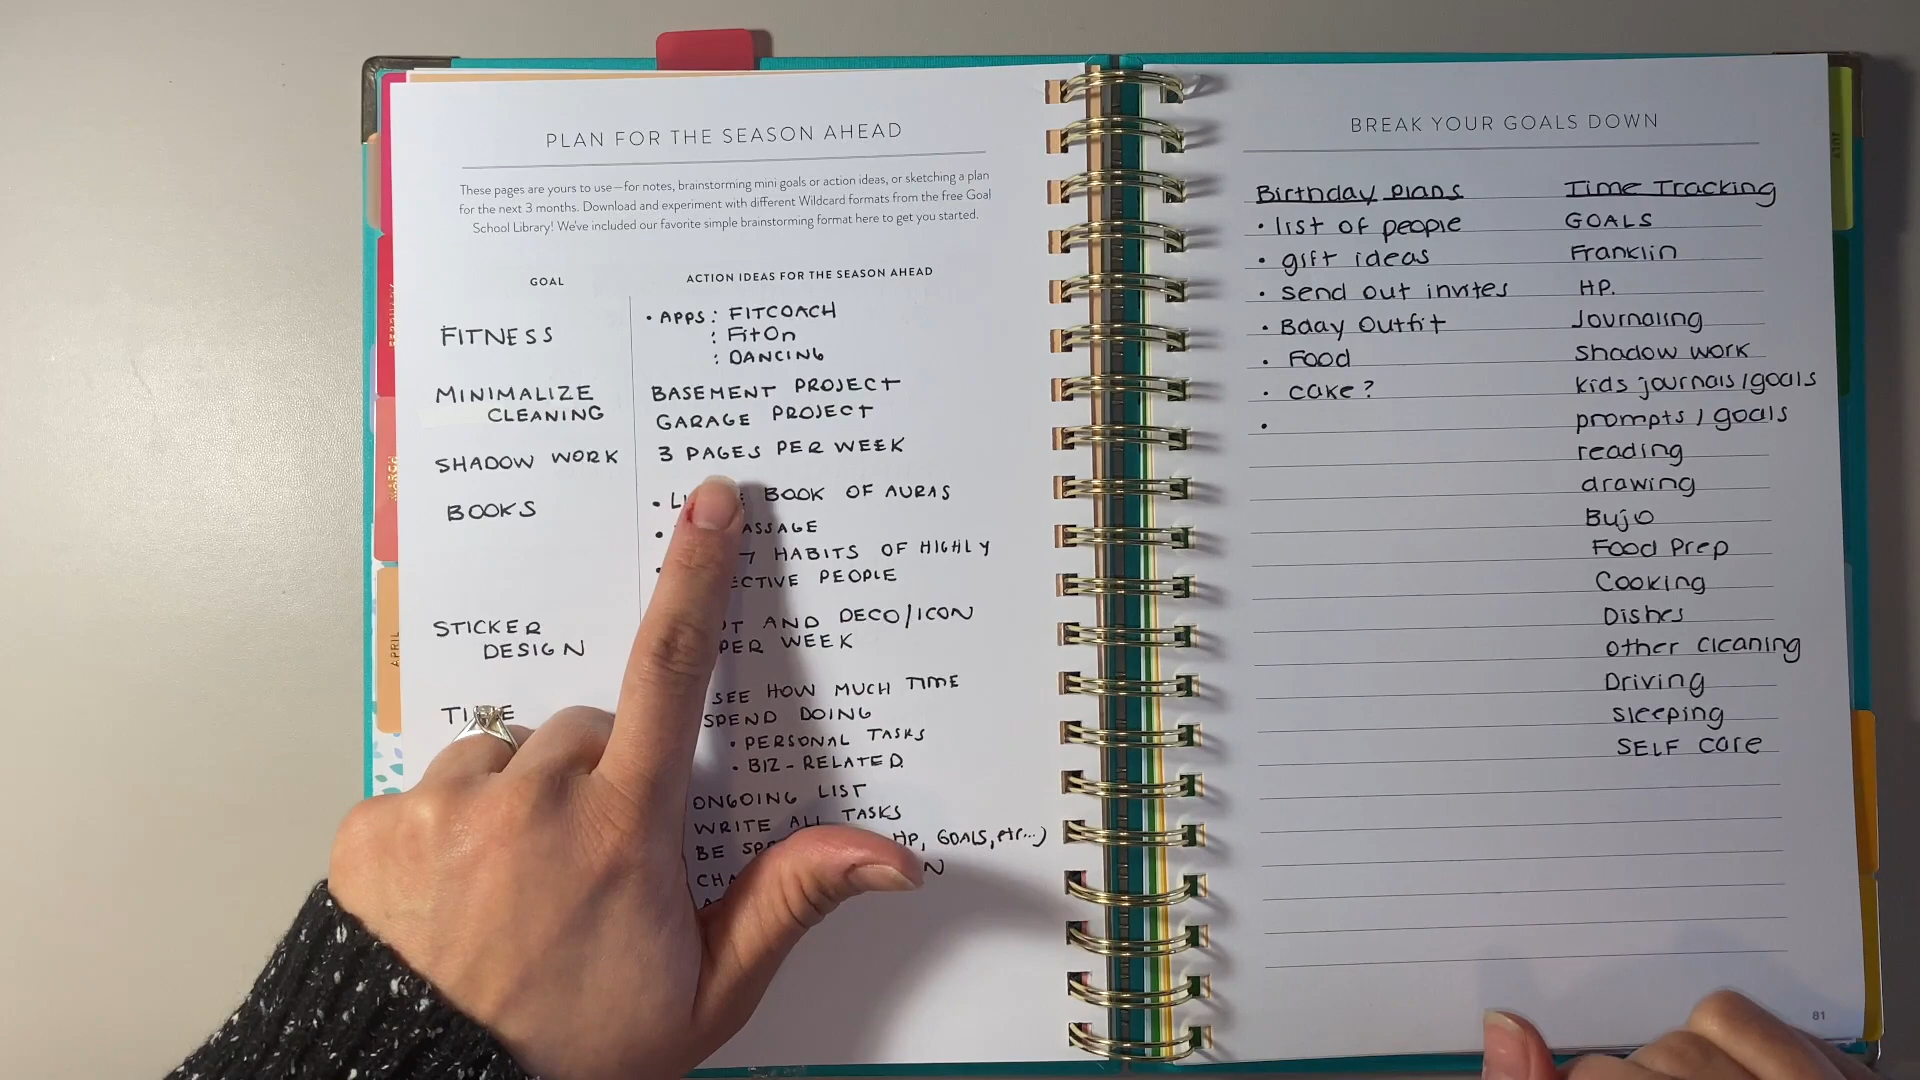 PLAN FOR THE SEASON AHEAD
These pages are yours to use—for notes, brainstorming mini goals or action ideas, or sketching a plan
for the next 3 months. Download and experiment with different Wildcard formats from the free Goal
School Library! We've included our favorite simple brainstorming format here to get you started.
GOAL
ACTION IDEAS FOR THE SEASON AHEAD
FITNESS
• APPS: FITCOACH
: FitOn
: DANCING
MINIMALIZE
CLEANING
BASEMENT PROJECT
GARAGE PROJECT
SHADOW WORK
3 PAGES PER WEEK
BOOKS
BOOK OF AURAS
7 HABITS OF HIGHLY
PEOPLE
STICKER
DESIGN
AND DECO/ICON
PER WEEK
SEE HOW MUCH TIME
SPEND DOING
• PERSONAL TASKS
• BIZ-RELATED
ONGOING LIST
WRITE ALL TASKS
BE HP, GOALS, etc...)
BREAK YOUR GOALS DOWN
Birthday plans
• list of people
• gift ideas
• send out invites
• Bday Outfit
• Food
• cake?
•
Time Tracking
GOALS
Franklin
HP.
Journaling
Shadow work
kids journals/goals
prompts/goals
reading
drawing
Bujo
Food Prep
Cooking
Dishes
other cleaning
Driving
sleeping
SELF care
81
APRIL